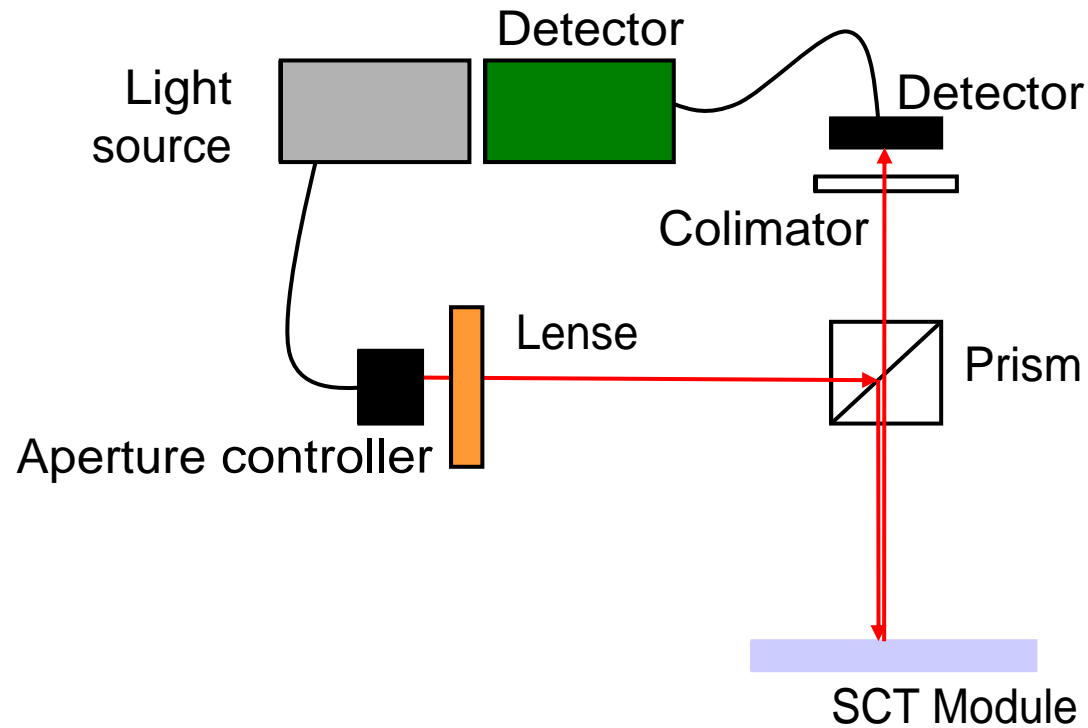 Detector
Light
source
Detector
Colimator
Lense
Prism
Aperture controller
SCT Module